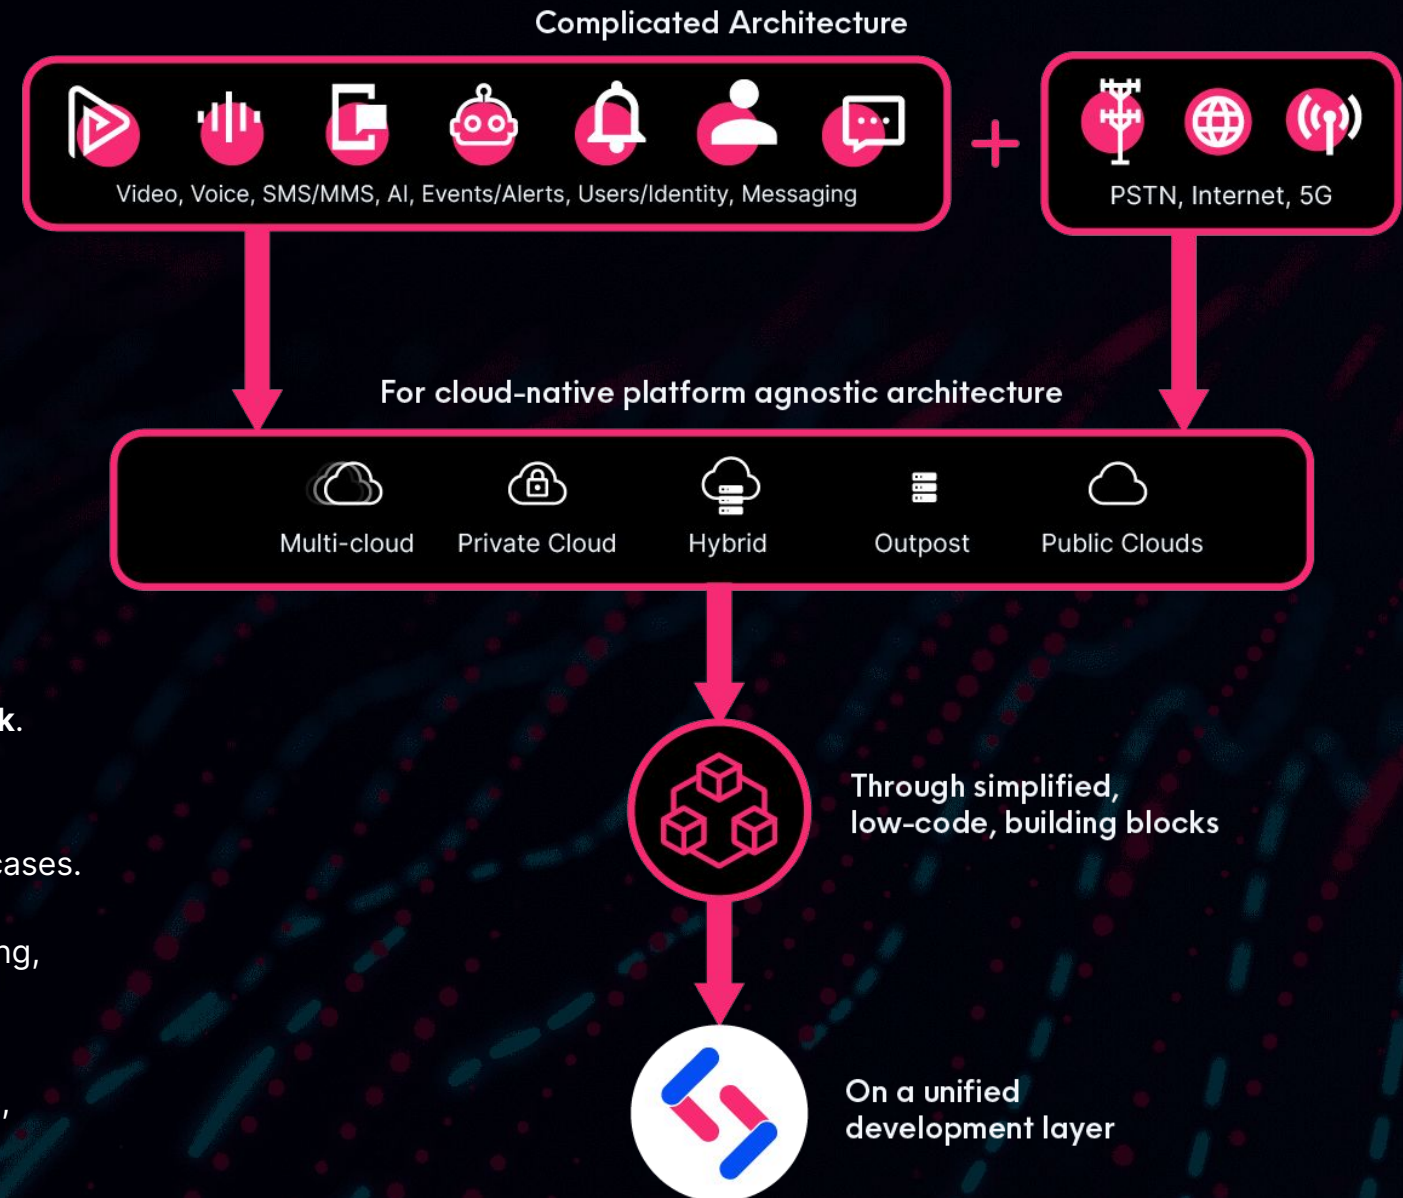 Complicated Architecture
Video, Voice, SMS/MMS, AI, Events/Alerts, Users/Identity, Messaging
PSTN, Internet, 5G
For cloud-native platform agnostic architecture
Multi-cloud
Private Cloud
Hybrid
Outpost
Public Clouds
k.
Through simplified,
low-code, building blocks
cases.
ng,
,
On a unified
development layer